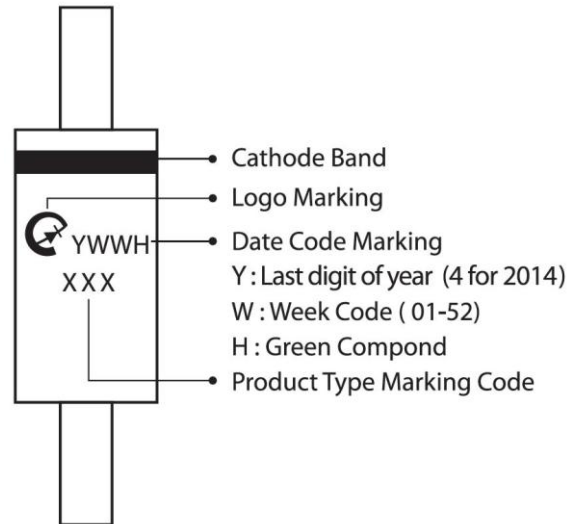 Cathode Band
Logo Marking
YWWH
Date Code Marking
XXX
Y : Last digit of year (4 for 2014)
W : Week Code ( 01-52)
H : Green Compond
Product Type Marking Code